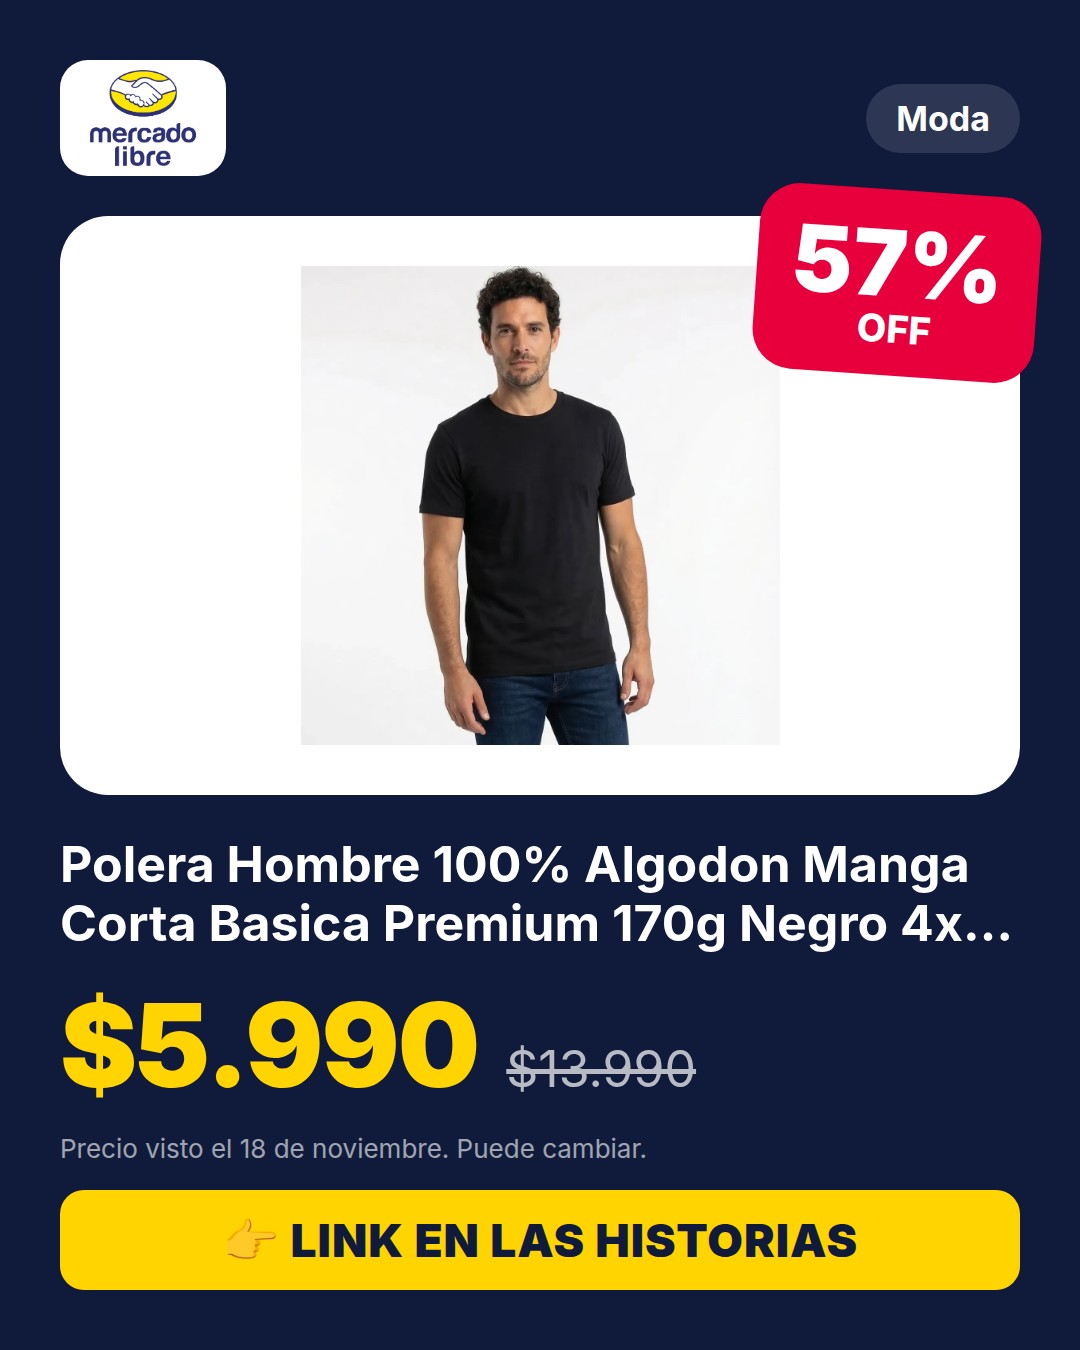 mercado
libre
Moda
57%
OFF
Polera Hombre 100% Algodon Manga
Corta Basica Premium 170g Negro 4x...
$5.990 $13.990
Precio visto el 18 de noviembre. Puede cambiar.
👉 LINK EN LAS HISTORIAS